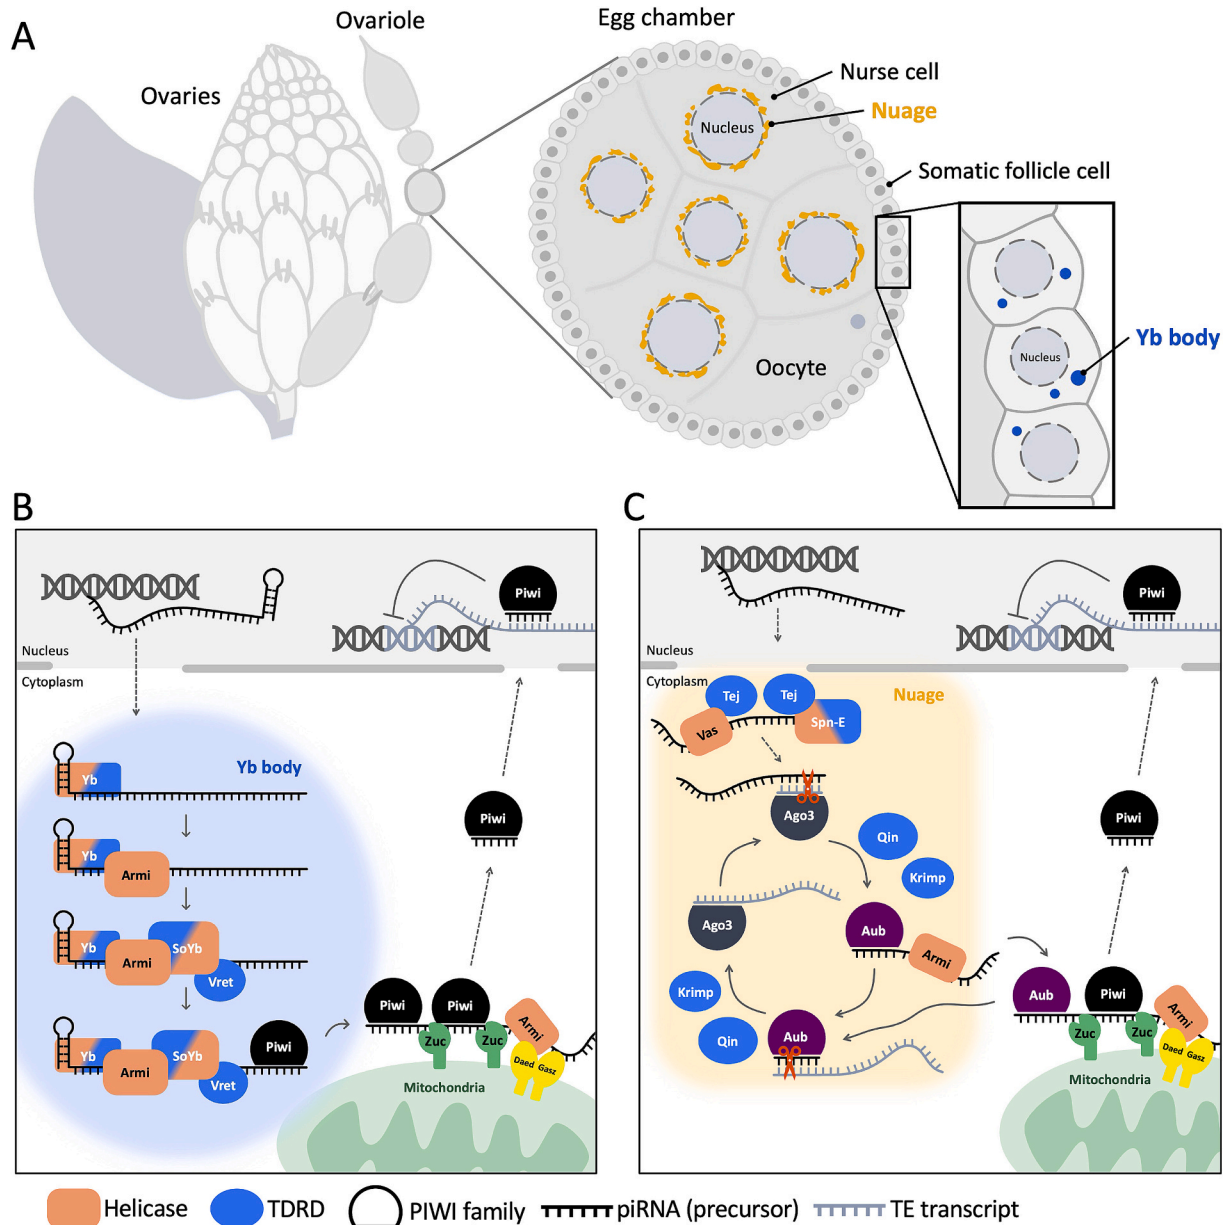 A
Ovaries
Ovariole
Egg chamber
Nurse cell
Nuage
Nucleus
Somatic follicle cell
Oocyte
Nucleus
Yb body
B
Piwi
Nucleus
Cytoplasm
Yb body
Yb
Yb
Armi
Yb
Armi
SoYb
Vret
Yb
Armi
SoYb
Vret
Piwi
Piwi
Piwi
Piwi
Armi
Zuc
Zuc
Daed
Gasz
Mitochondria
C
Piwi
Nucleus
Cytoplasm
Nuage
Tej
Tej
Vas
Spn-E
Ago3
Qin
Krimp
Ago3
Aub
Armi
Krimp
Qin
Aub
Piwi
Aub
Piwi
Armi
Zuc
Zuc
Daed
Gasz
Mitochondria
Helicase
TDRD
PIWI family
piRNA (precursor)
TE transcript